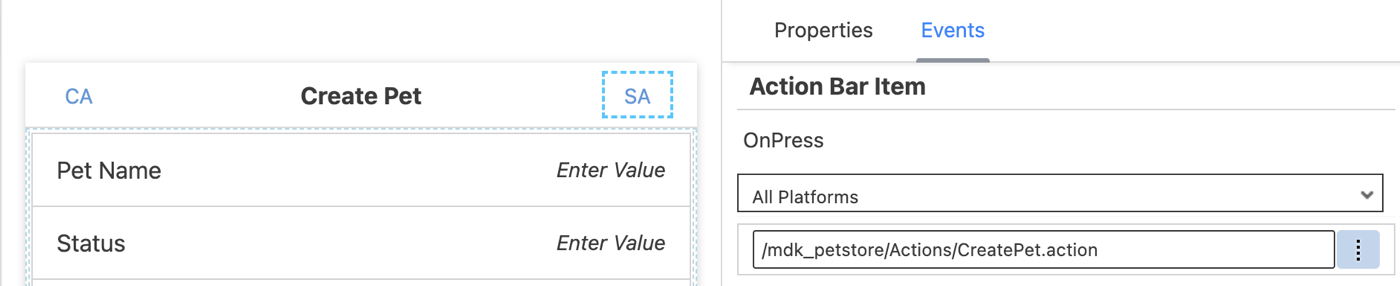 Properties Events
CA Create Pet SA
Action Bar Item
OnPress
Pet Name Enter Value
All Platforms
Status Enter Value
/mdk_petstore/Actions/CreatePet.action